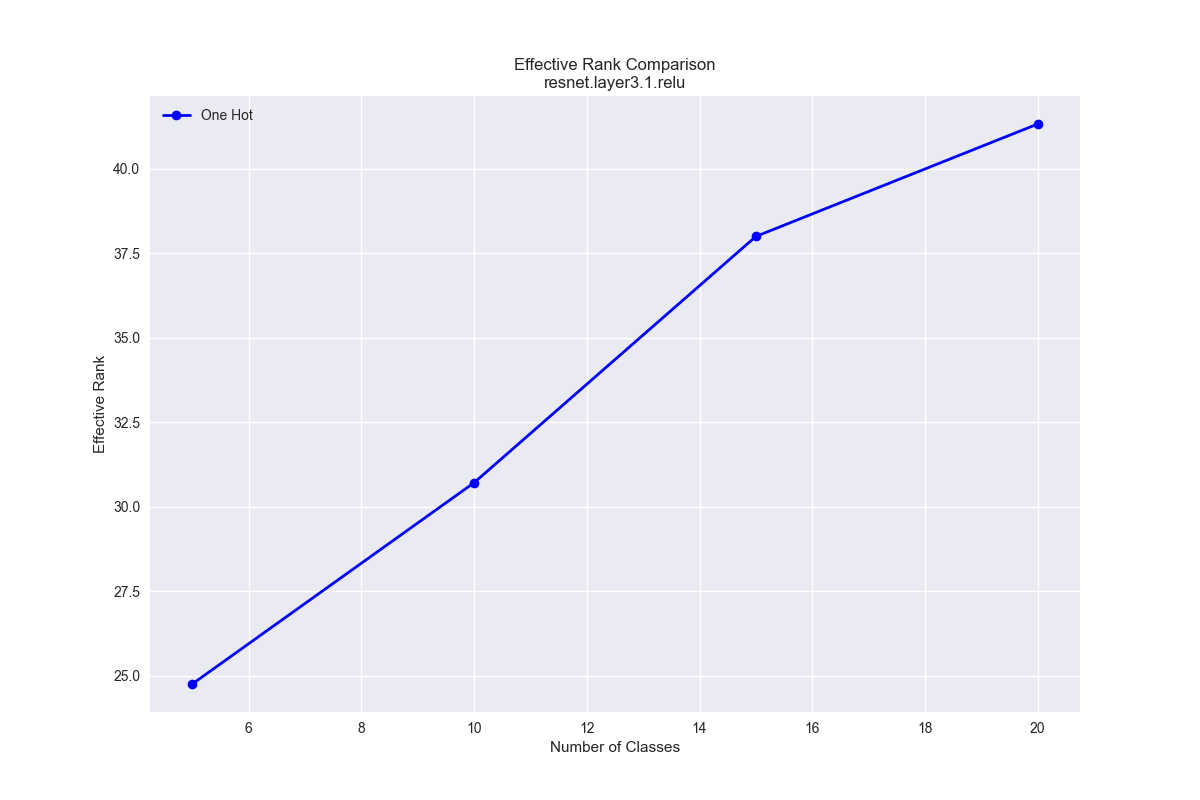 Effective Rank Comparison
resnet.layer3.1.relu
One Hot
40.0
37.5
35.0
32.5
30.0
27.5
25.0
Effective Rank
6 8 10 12 14 16 18 20
Number of Classes